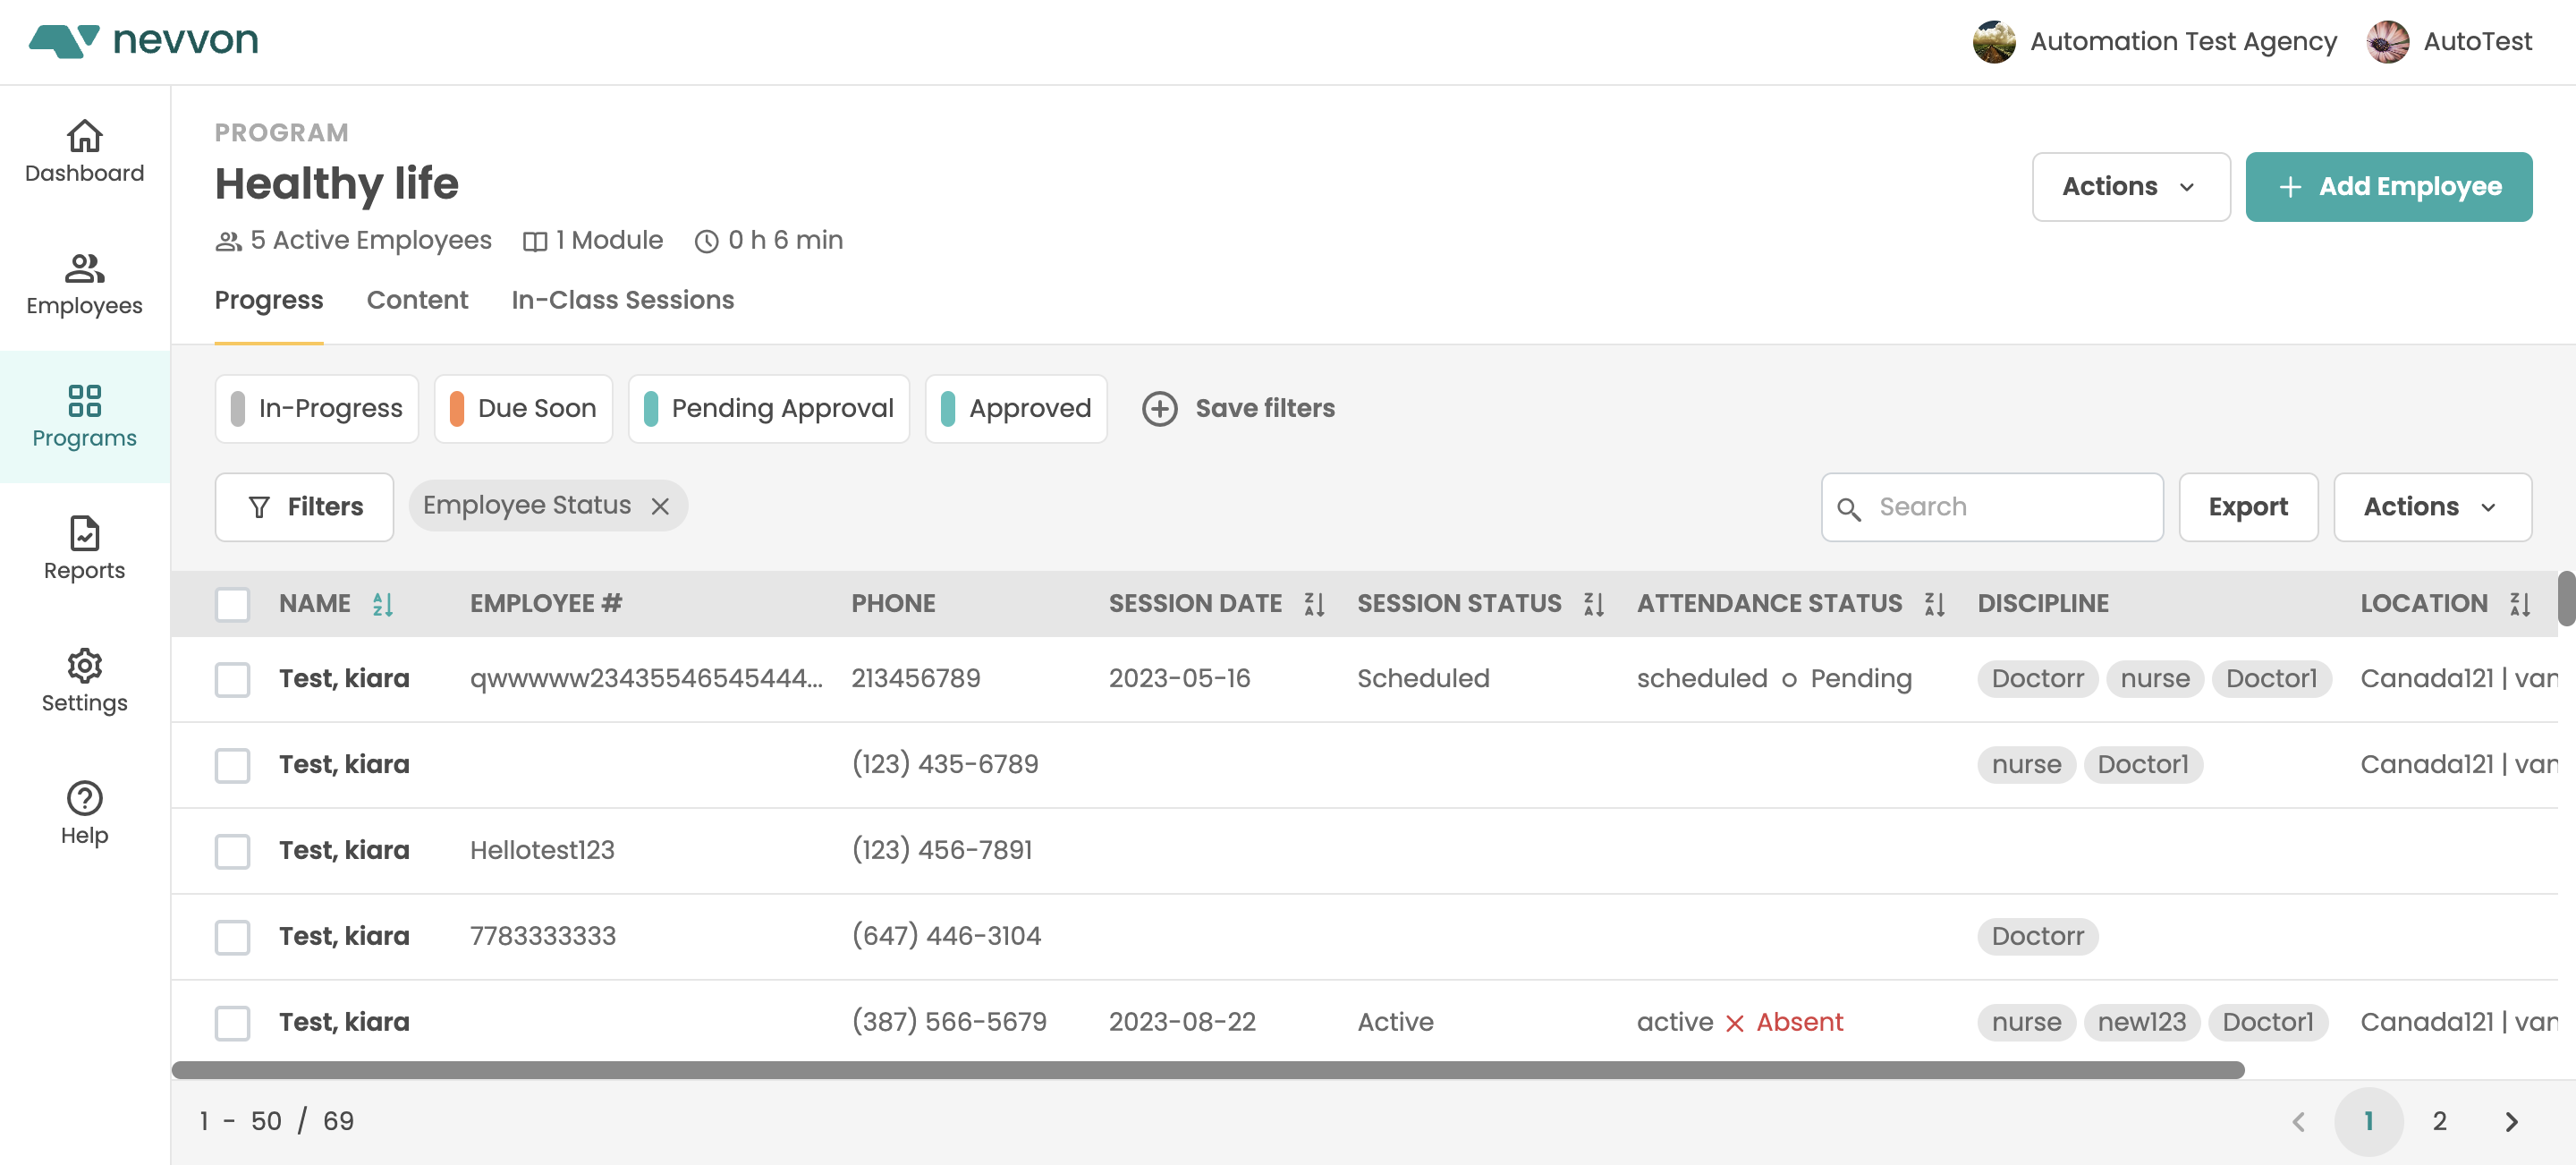 nevvon
Automation Test Agency
AutoTest
Dashboard
Employees
Programs
Reports
Settings
Help
PROGRAM
Healthy life
5 Active Employees 1 Module 0 h 6 min
Actions
+ Add Employee
Progress Content In-Class Sessions
In-Progress Due Soon Pending Approval Approved Save filters
Filters Employee Status Search Export Actions
NAME EMPLOYEE # PHONE SESSION DATE SESSION STATUS ATTENDANCE STATUS DISCIPLINE LOCATION
Test, kiara qwwwww23435546545444... 213456789 2023-05-16 Scheduled scheduled o Pending Doctorr nurse Doctor1 Canada121 | van
Test, kiara (123) 435-6789 nurse Doctor1 Canada121 | van
Test, kiara Hellotest123 (123) 456-7891
Test, kiara 7783333333 (647) 446-3104 Doctorr
Test, kiara (387) 566-5679 2023-08-22 Active active Absent nurse new123 Doctor1 Canada121 | van
1 - 50 / 69
1 2